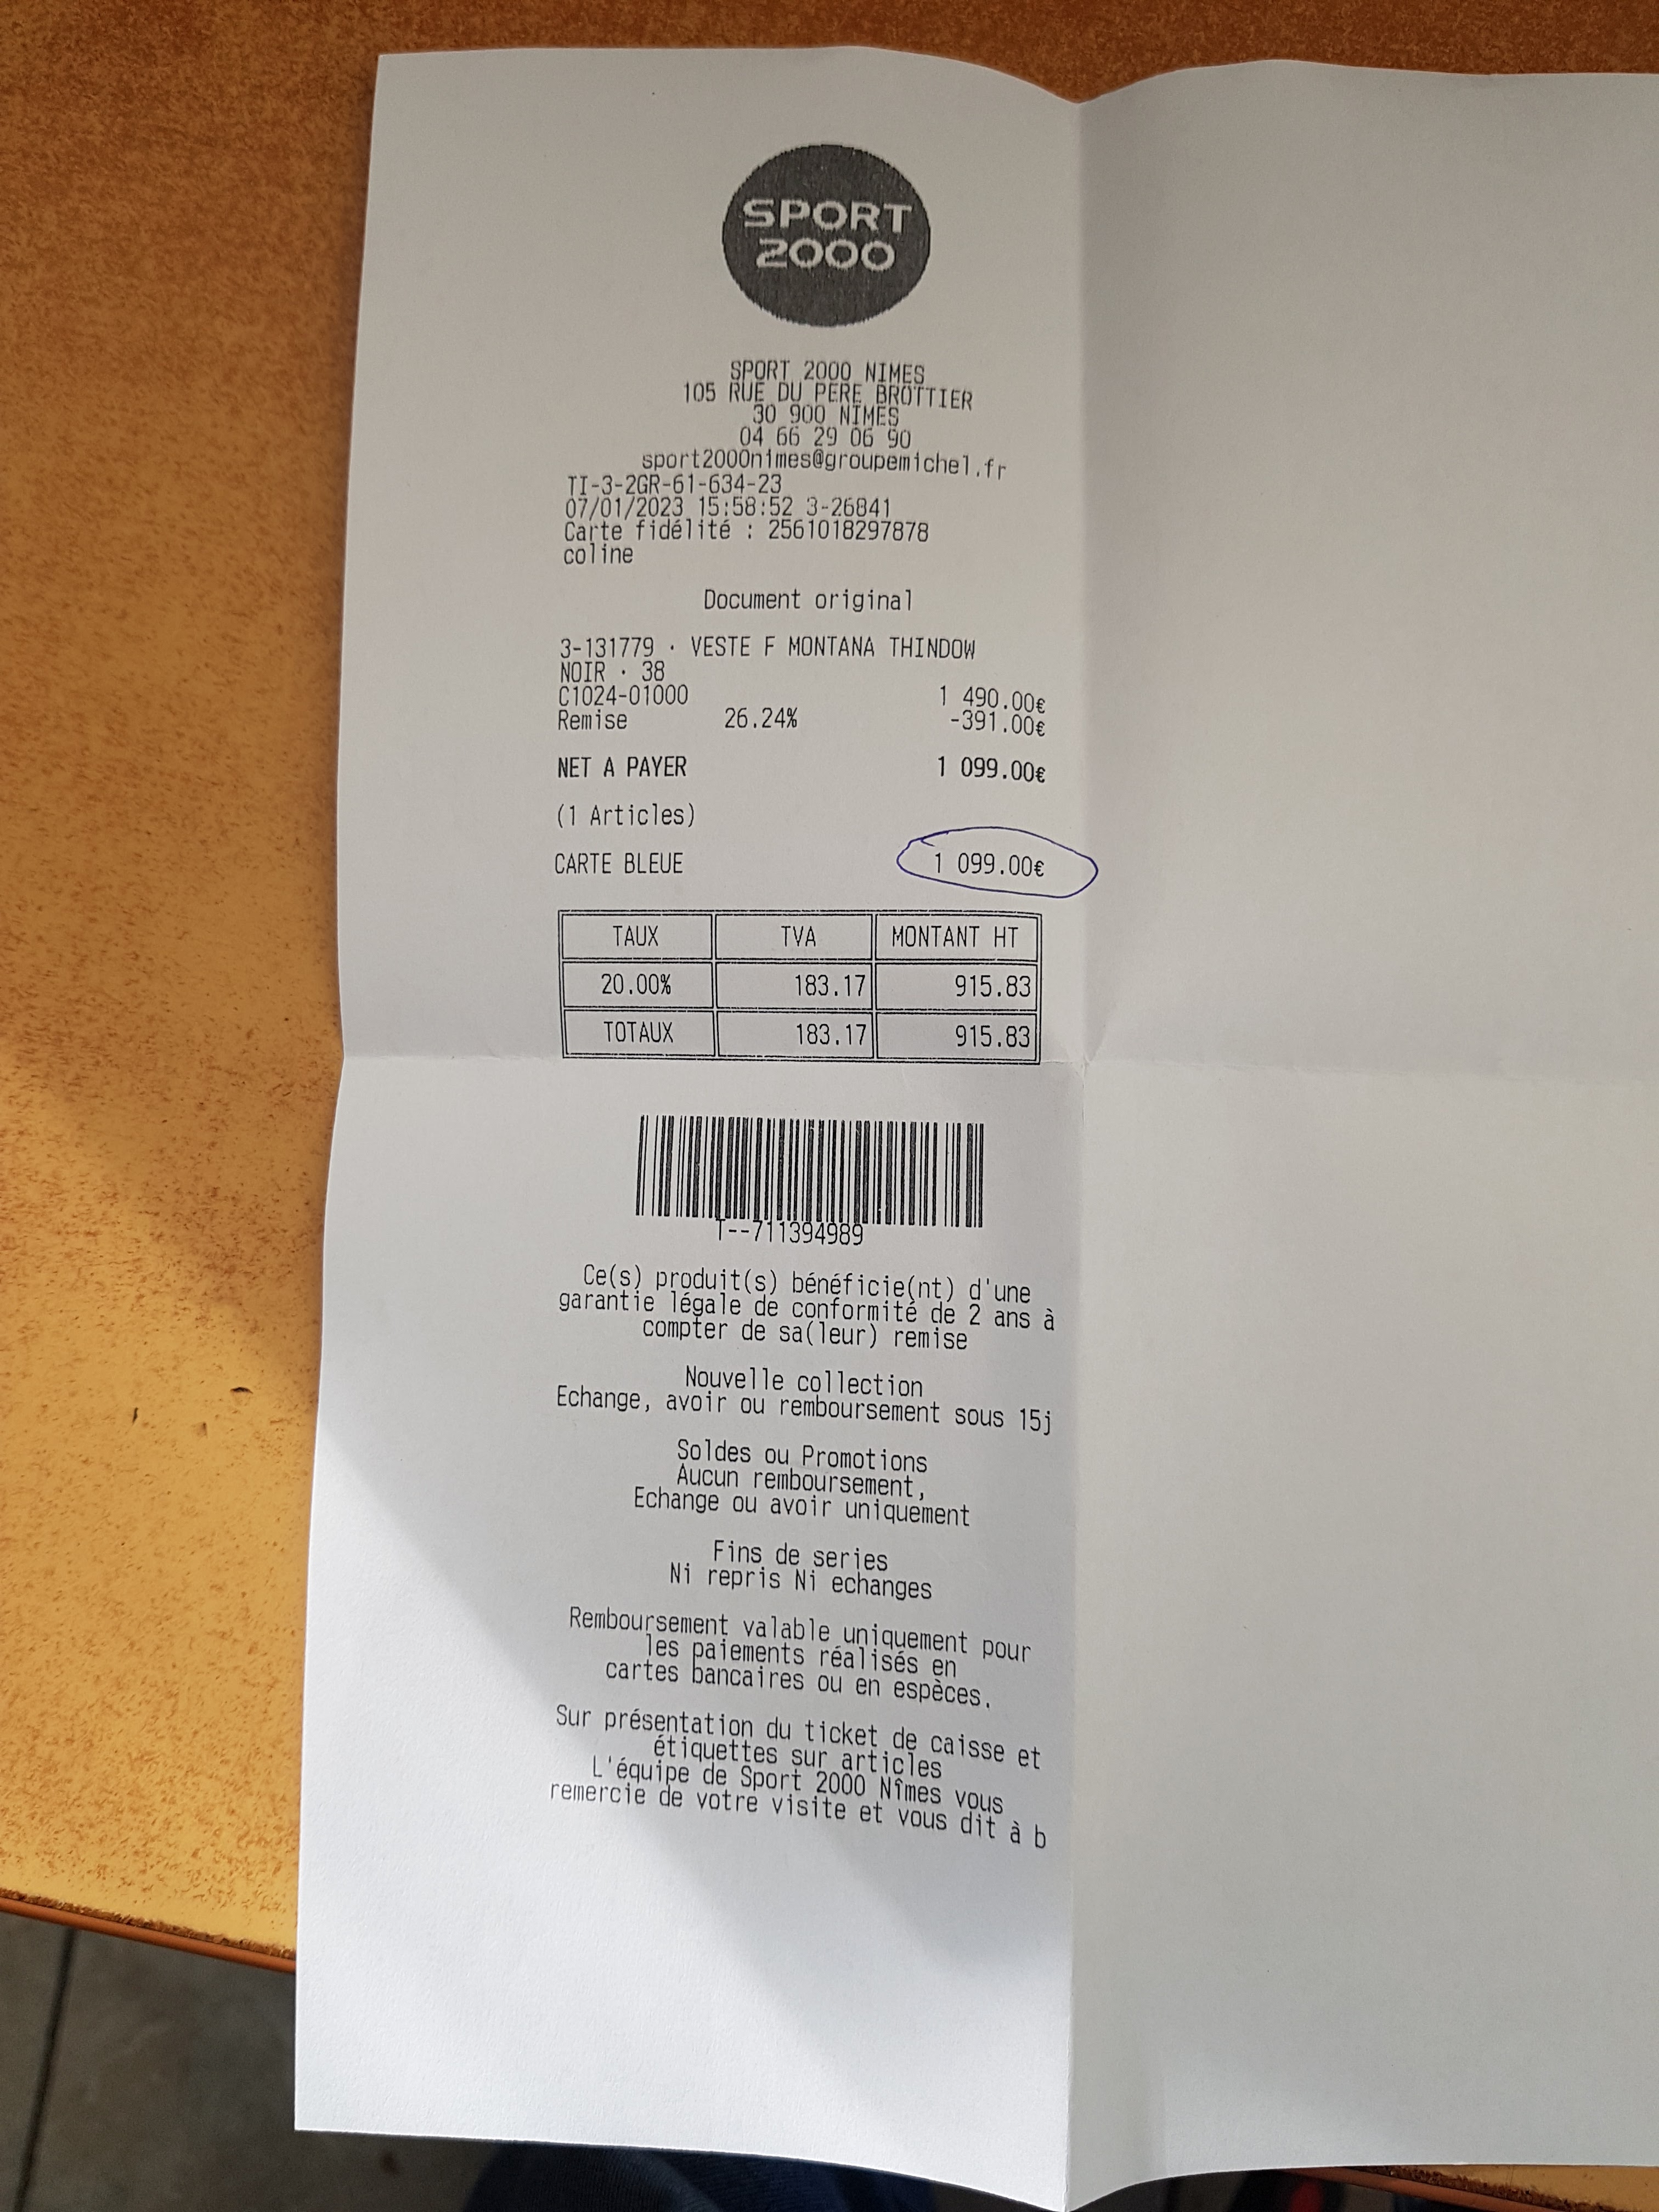 SPORT
2000
SPORT 2000 NIMES
105 RUE DU PERE BROTTIER
30 900 NIMES
04 66 29 06 90
sport2000nimes@groupemichel.fr
TI-3-2GR-61-634-23
07/01/2023 15:58:52 3-26841
Carte fidélité : 2561018297878
coline
Document original
3-131779 · VESTE F MONTANA THINDOW
NOIR · 38
C1024-01000 1 490.00€
Remise 26.24% -391.00€
NET A PAYER 1 099.00€
(1 Articles)
CARTE BLEUE 1 099.00€
TAUX TVA MONTANT HT
20.00% 183.17 915.83
TOTAUX 183.17 915.83
T--711394989
Ce(s) produit(s) bénéficie(nt) d'une
garantie légale de conformité de 2 ans à
compter de sa(leur) remise
Nouvelle collection
Echange, avoir ou remboursement sous 15j
Soldes ou Promotions
Aucun remboursement,
Echange ou avoir uniquement
Fins de series
Ni repris Ni echanges
Remboursement valable uniquement pour
les paiements réalisés en
cartes bancaires ou en espèces.
Sur présentation du ticket de caisse et
étiquettes sur articles
L'équipe de Sport 2000 Nîmes vous
remercie de votre visite et vous dit à b